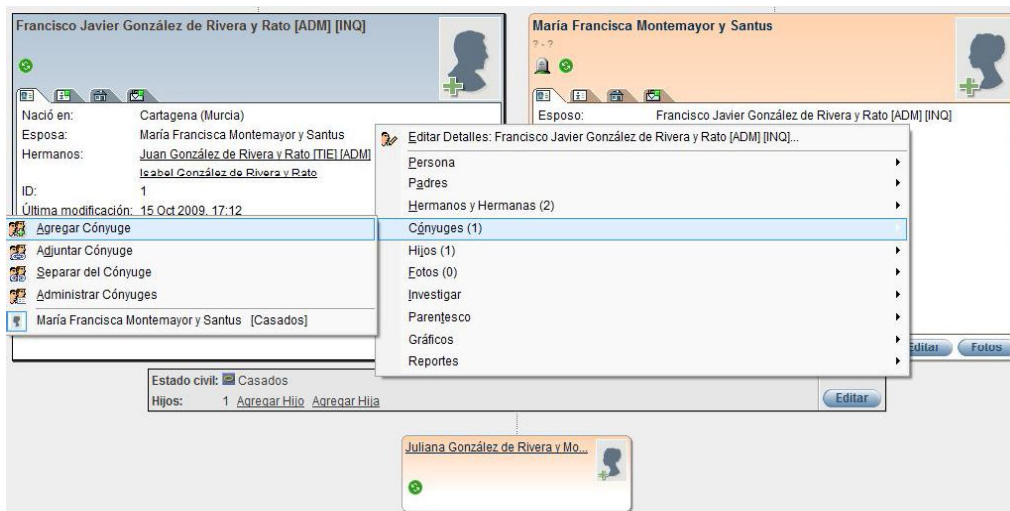 Francisco Javier González de Rivera y Rato [ADM] [INQ]
Nació en: Cartagena (Murcia)
Esposa: María Francisca Montemayor y Santus
Hermanos: Juan González de Rivera y Rato [TIE] [ADM]
Isabel González de Rivera y Rato
ID: 1
Última modificación: 15 Oct 2009, 17:12
María Francisca Montemayor y Santus
? - ?
Esposo: Francisco Javier González de Rivera y Rato [ADM] [INQ]
Editar Detalles: Francisco Javier González de Rivera y Rato [ADM] [INQ]...
Persona
Padres
Hermanos y Hermanas (2)
Cónyuges (1)
Hijos (1)
Fotos (0)
Investigar
Parentesco
Gráficos
Reportes
Agregar Cónyuge
Adjuntar Cónyuge
Separar del Cónyuge
Administrar Cónyuges
María Francisca Montemayor y Santus [Casados]
Editar Fotos
Estado civil: Casados
Hijos: 1 Agregar Hijo Agregar Hija
Editar
Juliana González de Rivera y Mo...